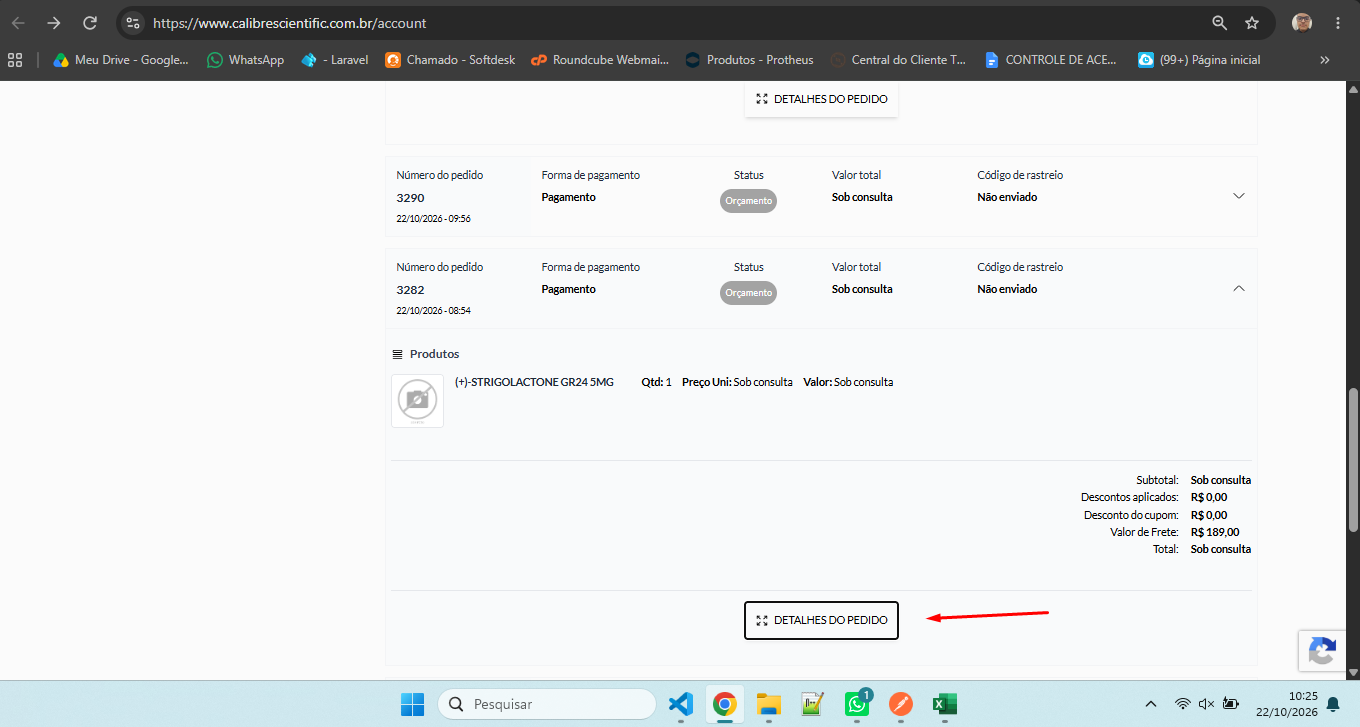 https://www.calibrescientific.com.br/account
Meu Drive - Google... WhatsApp - Laravel Chamado - Softdesk Roundcube Webmai... Produtos - Protheus Central do Cliente T... CONTROLE DE ACE... (99+) Página inicial »
DETALHES DO PEDIDO
Número do pedido Forma de pagamento Status Valor total Código de rastreio
3290 Pagamento Orçamento Sob consulta Não enviado
22/10/2026 - 09:56
Número do pedido Forma de pagamento Status Valor total Código de rastreio
3282 Pagamento Orçamento Sob consulta Não enviado
22/10/2026 - 08:54
Produtos
(+)-STRIGOLACTONE GR24 5MG Qtd: 1 Preço Uni: Sob consulta Valor: Sob consulta
Subtotal: Sob consulta
Descontos aplicados: R$ 0,00
Desconto do cupom: R$ 0,00
Valor de Frete: R$ 189,00
Total: Sob consulta
DETALHES DO PEDIDO
Pesquisar 1 10:25
22/10/2026